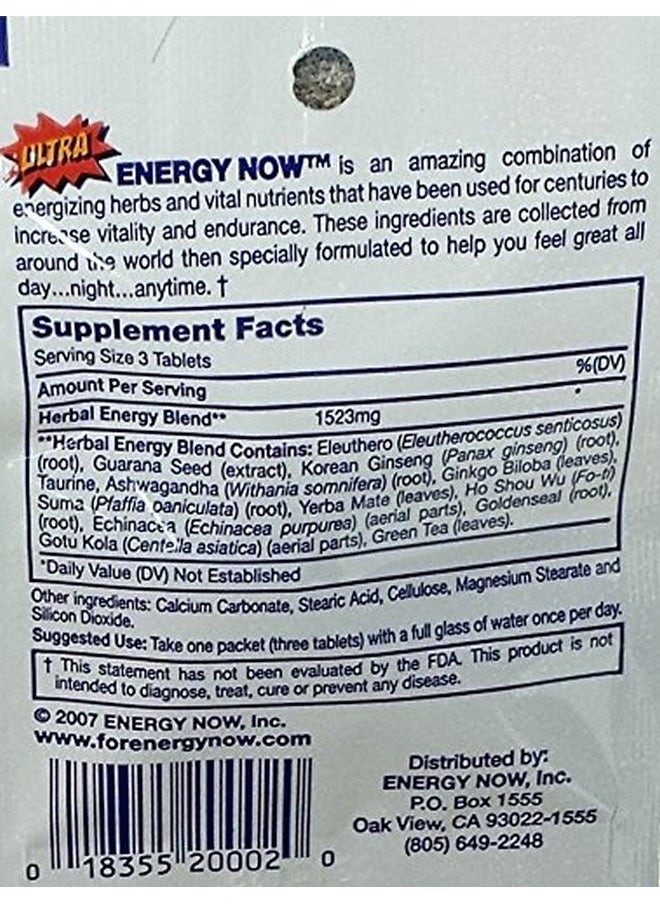 ULTRA
ENERGY NOW™ is an amazing combination of
energizing herbs and vital nutrients that have been used for centuries to
increase vitality and endurance. These ingredients are collected from
around the world then specially formulated to help you feel great all
day...night...anytime. †
Supplement Facts
Serving Size 3 Tablets
%(DV)
Amount Per Serving
*
Herbal Energy Blend** 1523mg
**Herbal Energy Blend Contains: Eleuthero (Eleutherococcus senticosus)
(root), Guarana Seed (extract), Korean Ginseng (Panax ginseng) (root),
Taurine, Ashwagandha (Withania somnifera) (root), Ginkgo Biloba (leaves),
Suma (Pfaffia paniculata) (root), Yerba Mate (leaves), Ho Shou Wu (Fo-ti)
(root), Echinacea (Echinacea purpurea) (aerial parts), Goldenseal (root),
Gotu Kola (Centella asiatica) (aerial parts), Green Tea (leaves).
*Daily Value (DV) Not Established
Other ingredients: Calcium Carbonate, Stearic Acid, Cellulose, Magnesium Stearate and
Silicon Dioxide.
Suggested Use: Take one packet (three tablets) with a full glass of water once per day.
† This statement has not been evaluated by the FDA. This product is not
intended to diagnose, treat, cure or prevent any disease.
© 2007 ENERGY NOW, Inc.
www.forenergynow.com
Distributed by:
ENERGY NOW, Inc.
P.O. Box 1555
Oak View, CA 93022-1555
(805) 649-2248
0 18355 20002 0